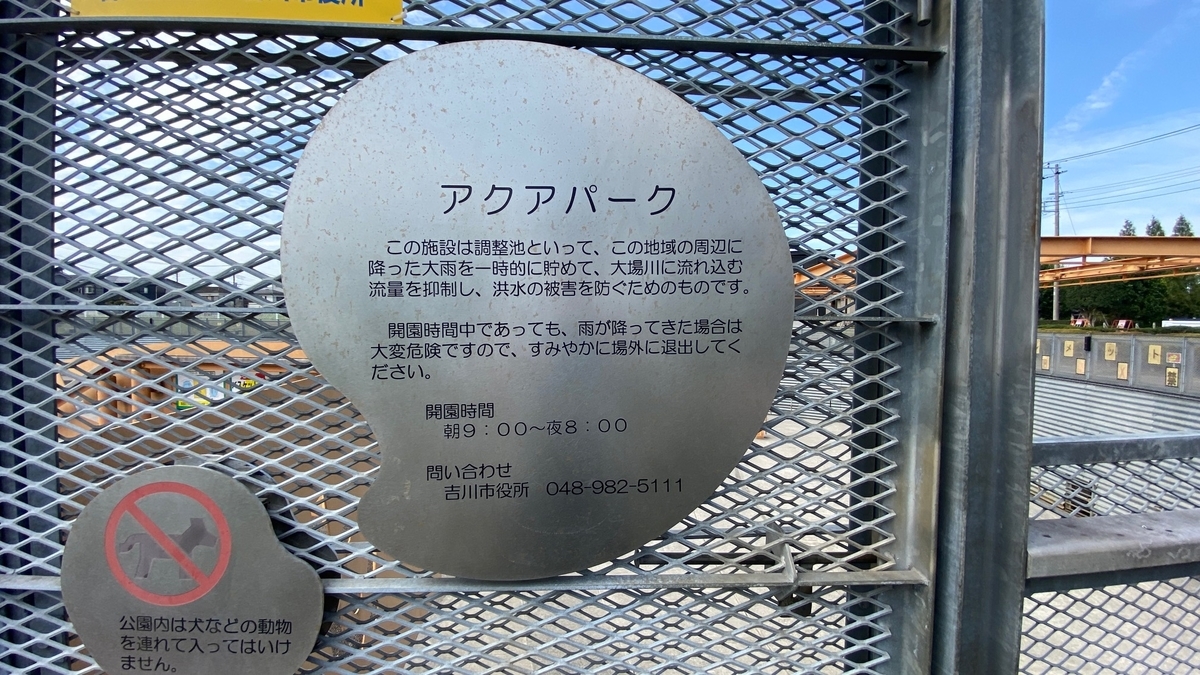 アクアパーク
この施設は調整池といって、この地域の周辺に
降った大雨を一時的に貯めて、大場川に流れ込む
流量を抑制し、洪水の被害を防ぐためのものです。
開園時間中であっても、雨が降ってきた場合は
大変危険ですので、すみやかに場外に退出してく
ださい。
開園時間
朝9：00～夜8：00
問い合わせ
吉川市役所 048-982-5111
公園内は犬などの動物
を連れて入ってはいけ
ません。